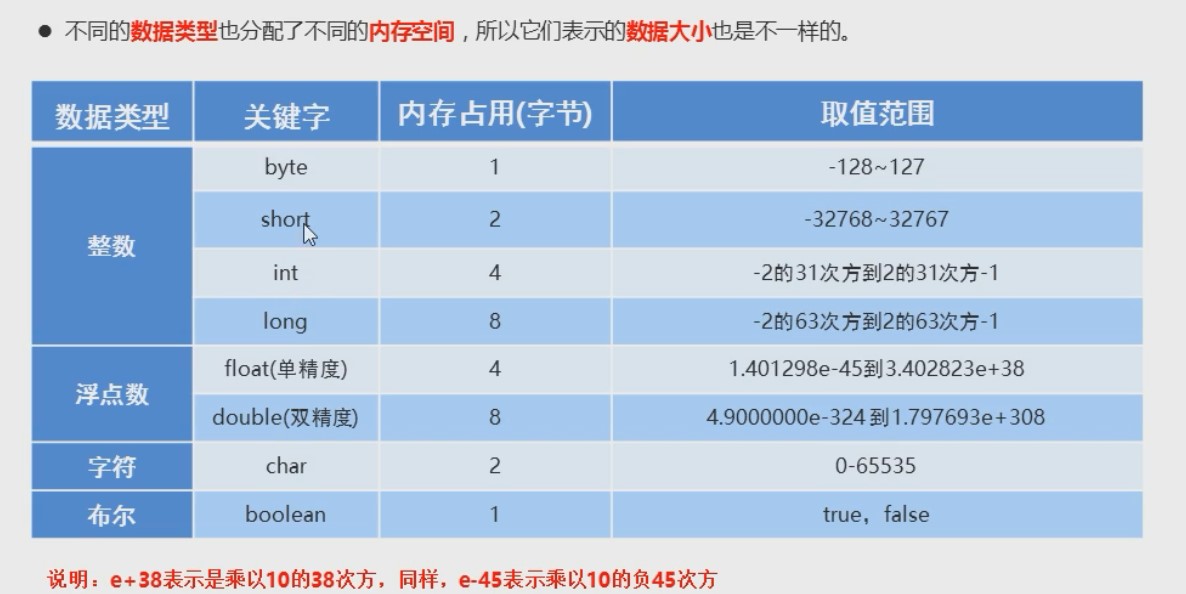 ● 不同的数据类型也分配了不同的内存空间，所以它们表示的数据大小也是不一样的。
数据类型 关键字 内存占用(字节) 取值范围
整数
byte 1 -128~127
short 2 -32768~32767
int 4 -2的31次方到2的31次方-1
long 8 -2的63次方到2的63次方-1
浮点数
float(单精度) 4 1.401298e-45到3.402823e+38
double(双精度) 8 4.9000000e-324到1.797693e+308
字符 char 2 0-65535
布尔 boolean 1 true，false
说明：e+38表示是乘以10的38次方，同样，e-45表示乘以10的负45次方